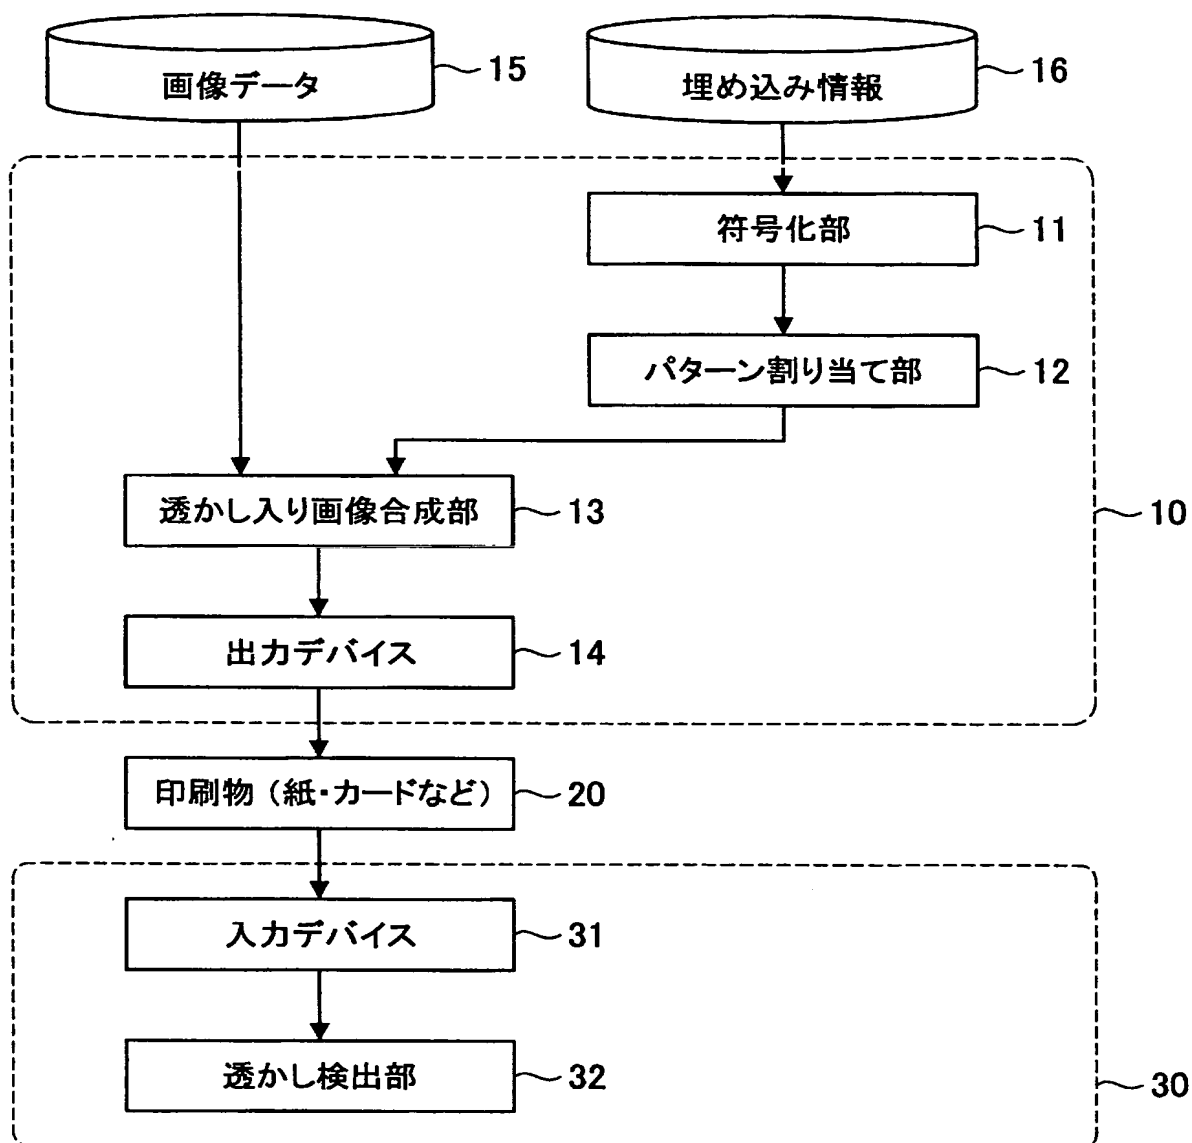 画像データ 15
埋め込み情報 16
符号化部 11
パターン割り当て部 12
透かし入り画像合成部 13
10
出力デバイス 14
印刷物（紙・カードなど） 20
入力デバイス 31
透かし検出部 32
30